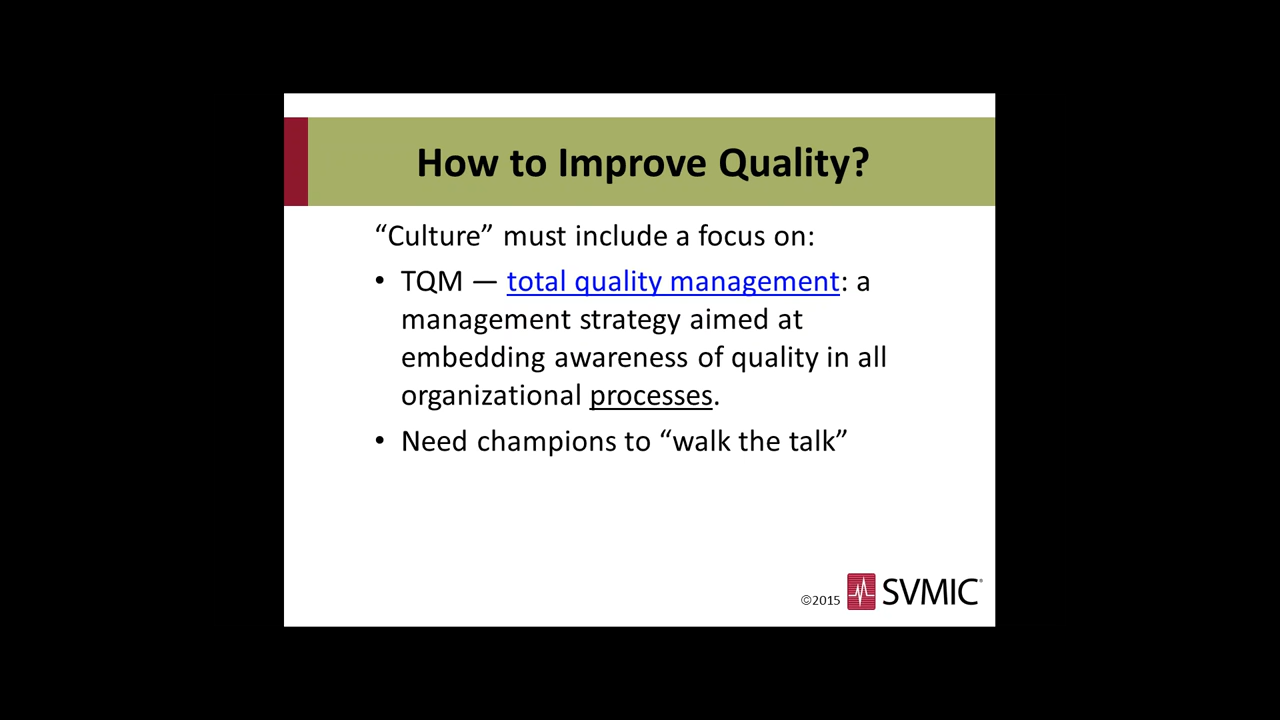 How to Improve Quality?
“Culture” must include a focus on:
• TQM — total quality management: a
management strategy aimed at
embedding awareness of quality in all
organizational processes.
• Need champions to “walk the talk”
©2015 SVMIC®